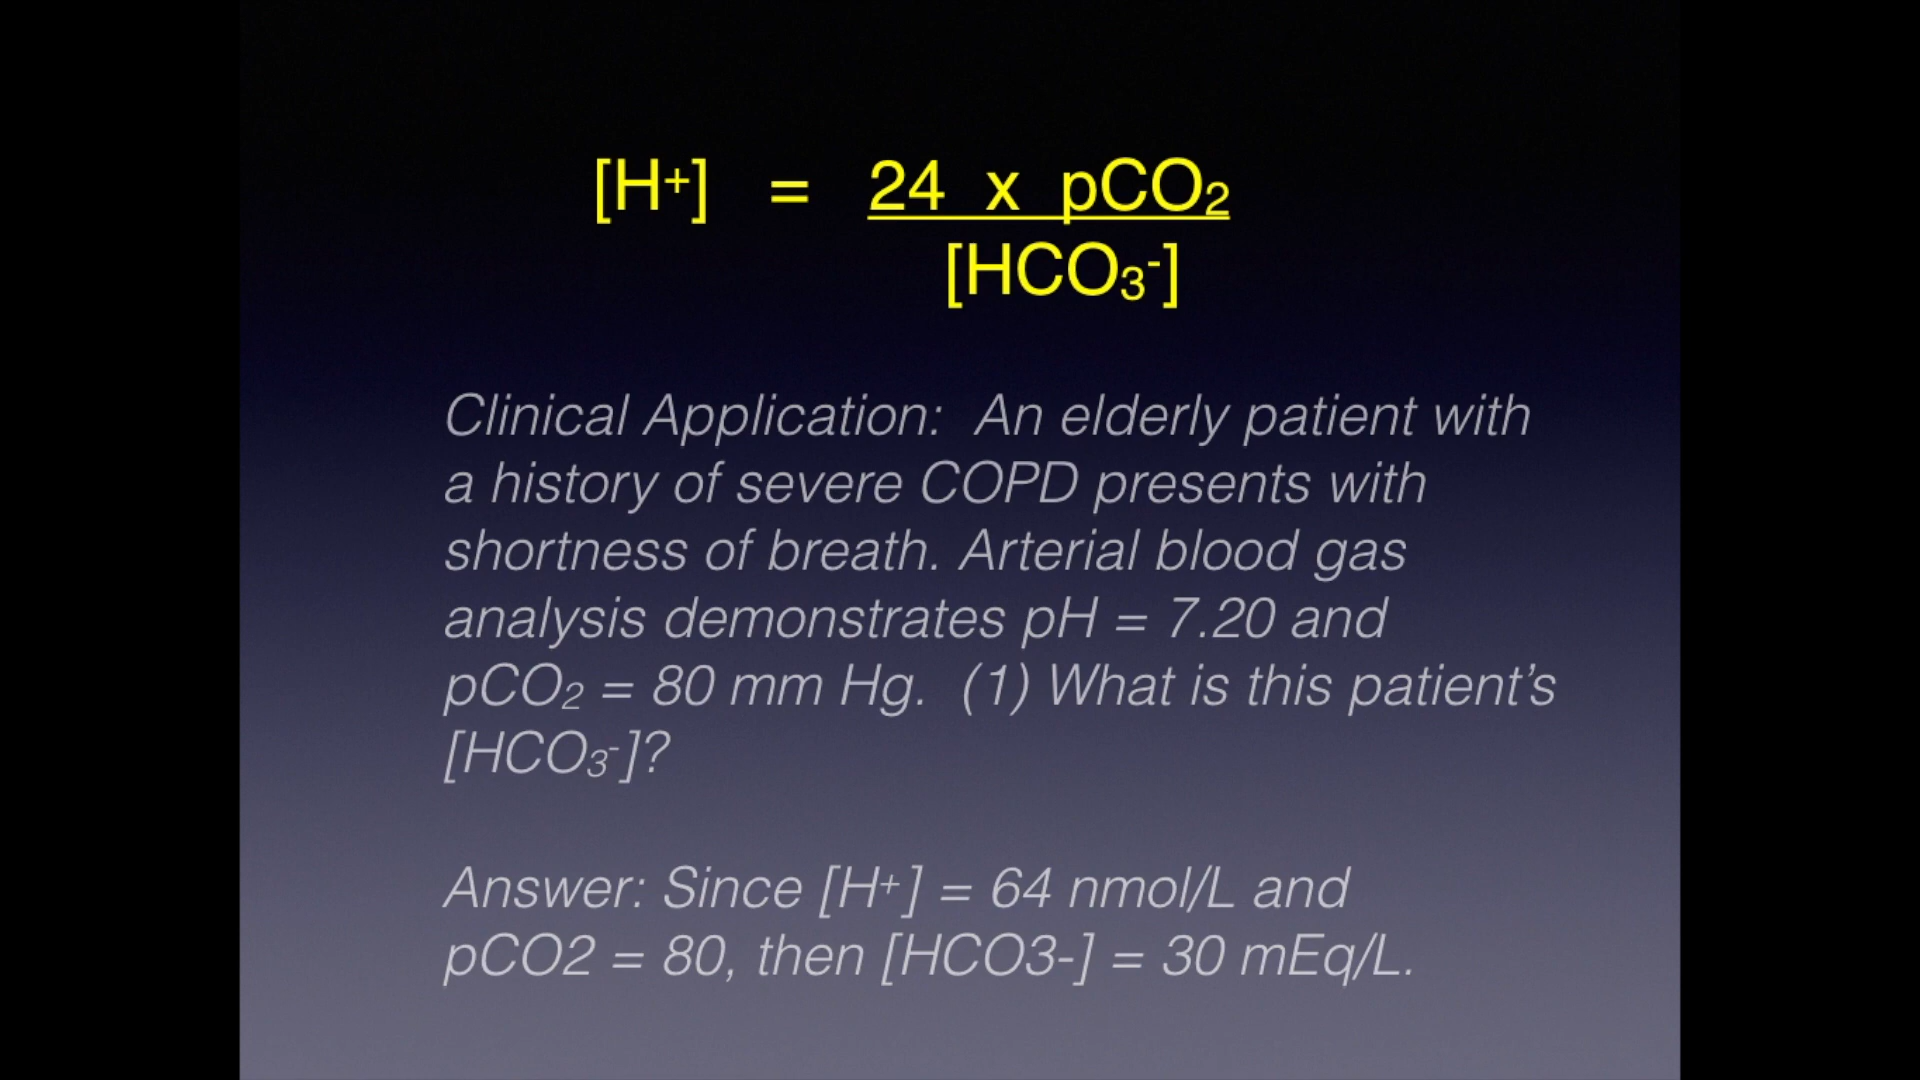 [H⁺] = 24 x pCO₂
[HCO₃⁻]
Clinical Application: An elderly patient with
a history of severe COPD presents with
shortness of breath. Arterial blood gas
analysis demonstrates pH = 7.20 and
pCO₂ = 80 mm Hg. (1) What is this patient’s
[HCO₃⁻]?
Answer: Since [H⁺] = 64 nmol/L and
pCO2 = 80, then [HCO3-] = 30 mEq/L.